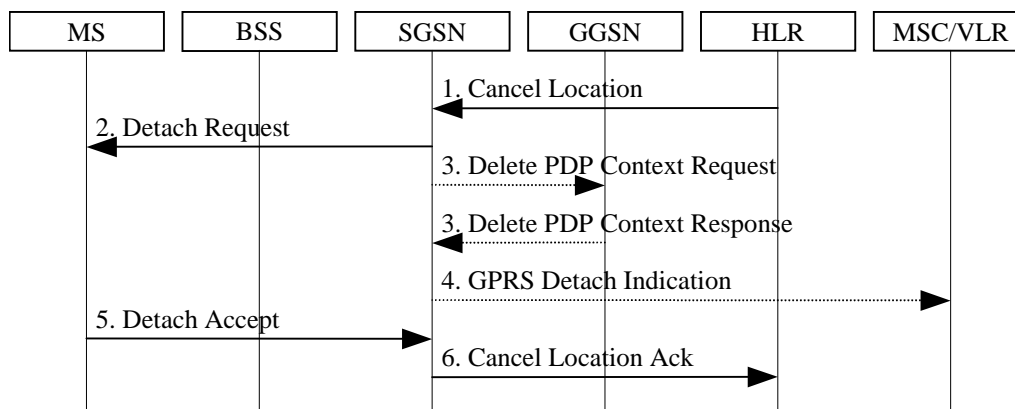 MS BSS SGSN GGSN HLR MSC/VLR
1. Cancel Location
2. Detach Request
3. Delete PDP Context Request
3. Delete PDP Context Response
4. GPRS Detach Indication
5. Detach Accept
6. Cancel Location Ack